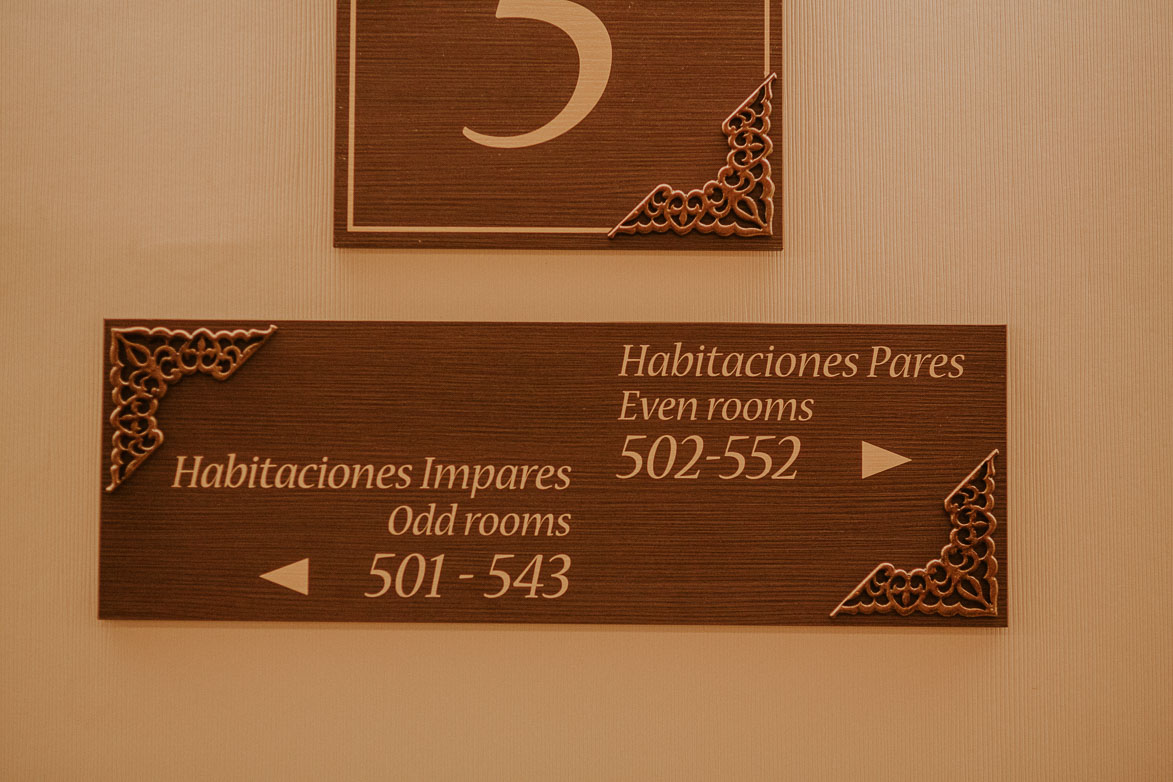 5
Habitaciones Pares
Even rooms
502-552
Habitaciones Impares
Odd rooms
501 - 543